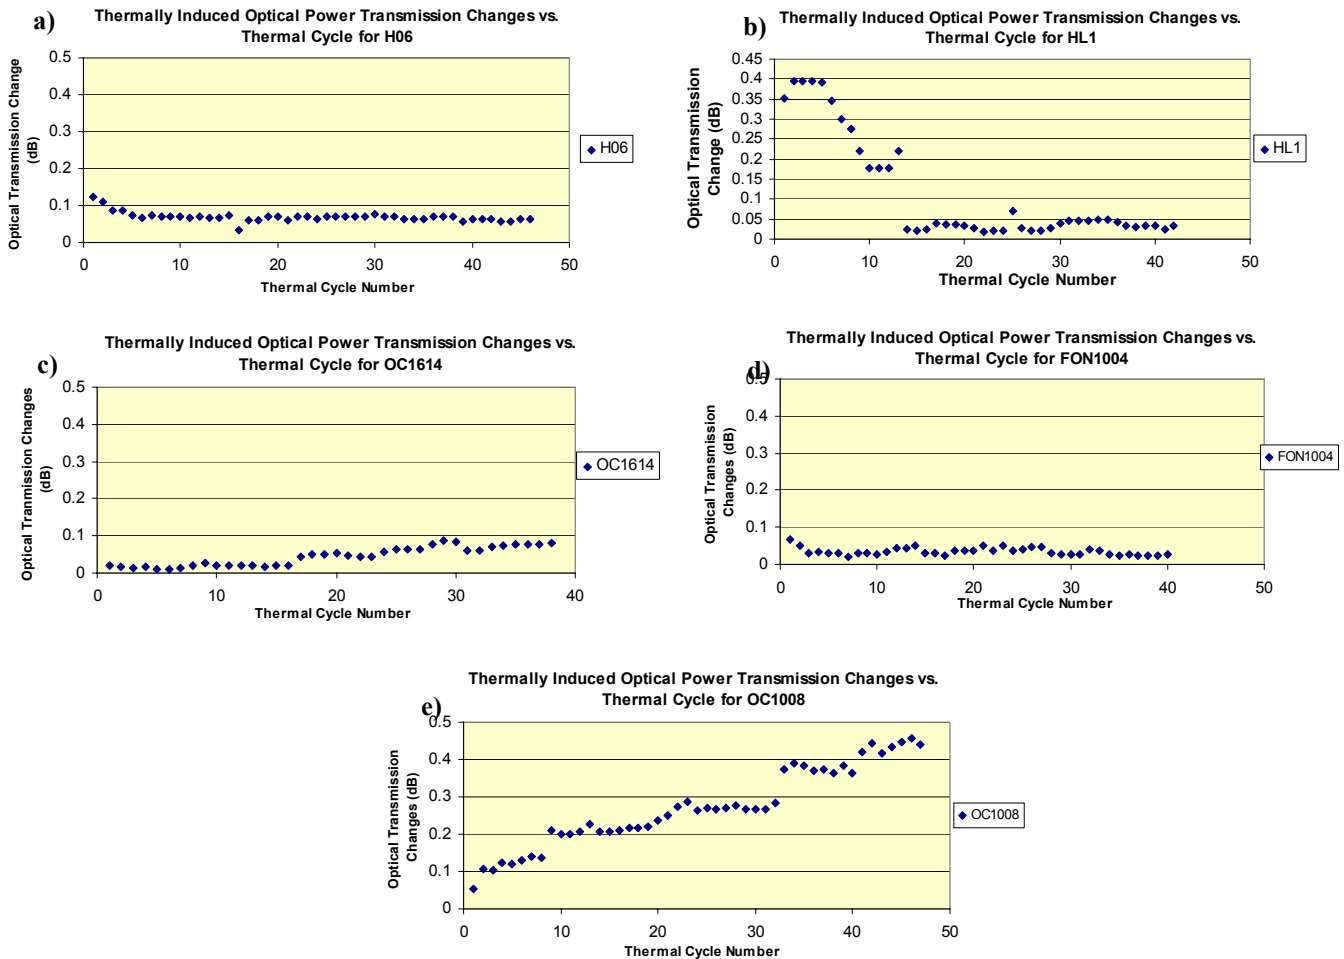 a)
Thermally Induced Optical Power Transmission Changes vs.
Thermal Cycle for H06
Optical Transmission Change
(dB)
0.5
0.4
0.3
0.2
0.1
0
0 10 20 30 40 50
Thermal Cycle Number
H06
b)
Thermally Induced Optical Power Transmission Changes vs.
Thermal Cycle for HL1
Optical Transmission
Change (dB)
0.45
0.4
0.35
0.3
0.25
0.2
0.15
0.1
0.05
0
0 10 20 30 40 50
Thermal Cycle Number
HL1
c)
Thermally Induced Optical Power Transmission Changes vs.
Thermal Cycle for OC1614
Optical Tranmission Changes
(dB)
0.5
0.4
0.3
0.2
0.1
0
0 10 20 30 40
Thermal Cycle Number
OC1614
d)
Thermally Induced Optical Power Transmission Changes vs.
Thermal Cycle for FON1004
Optical Transmission
Changes (dB)
0.5
0.4
0.3
0.2
0.1
0
0 10 20 30 40 50
Thermal Cycle Number
FON1004
e)
Thermally Induced Optical Power Transmission Changes vs.
Thermal Cycle for OC1008
Optical Transmission
Changes (dB)
0.5
0.4
0.3
0.2
0.1
0
0 10 20 30 40 50
Thermal Cycle Number
OC1008